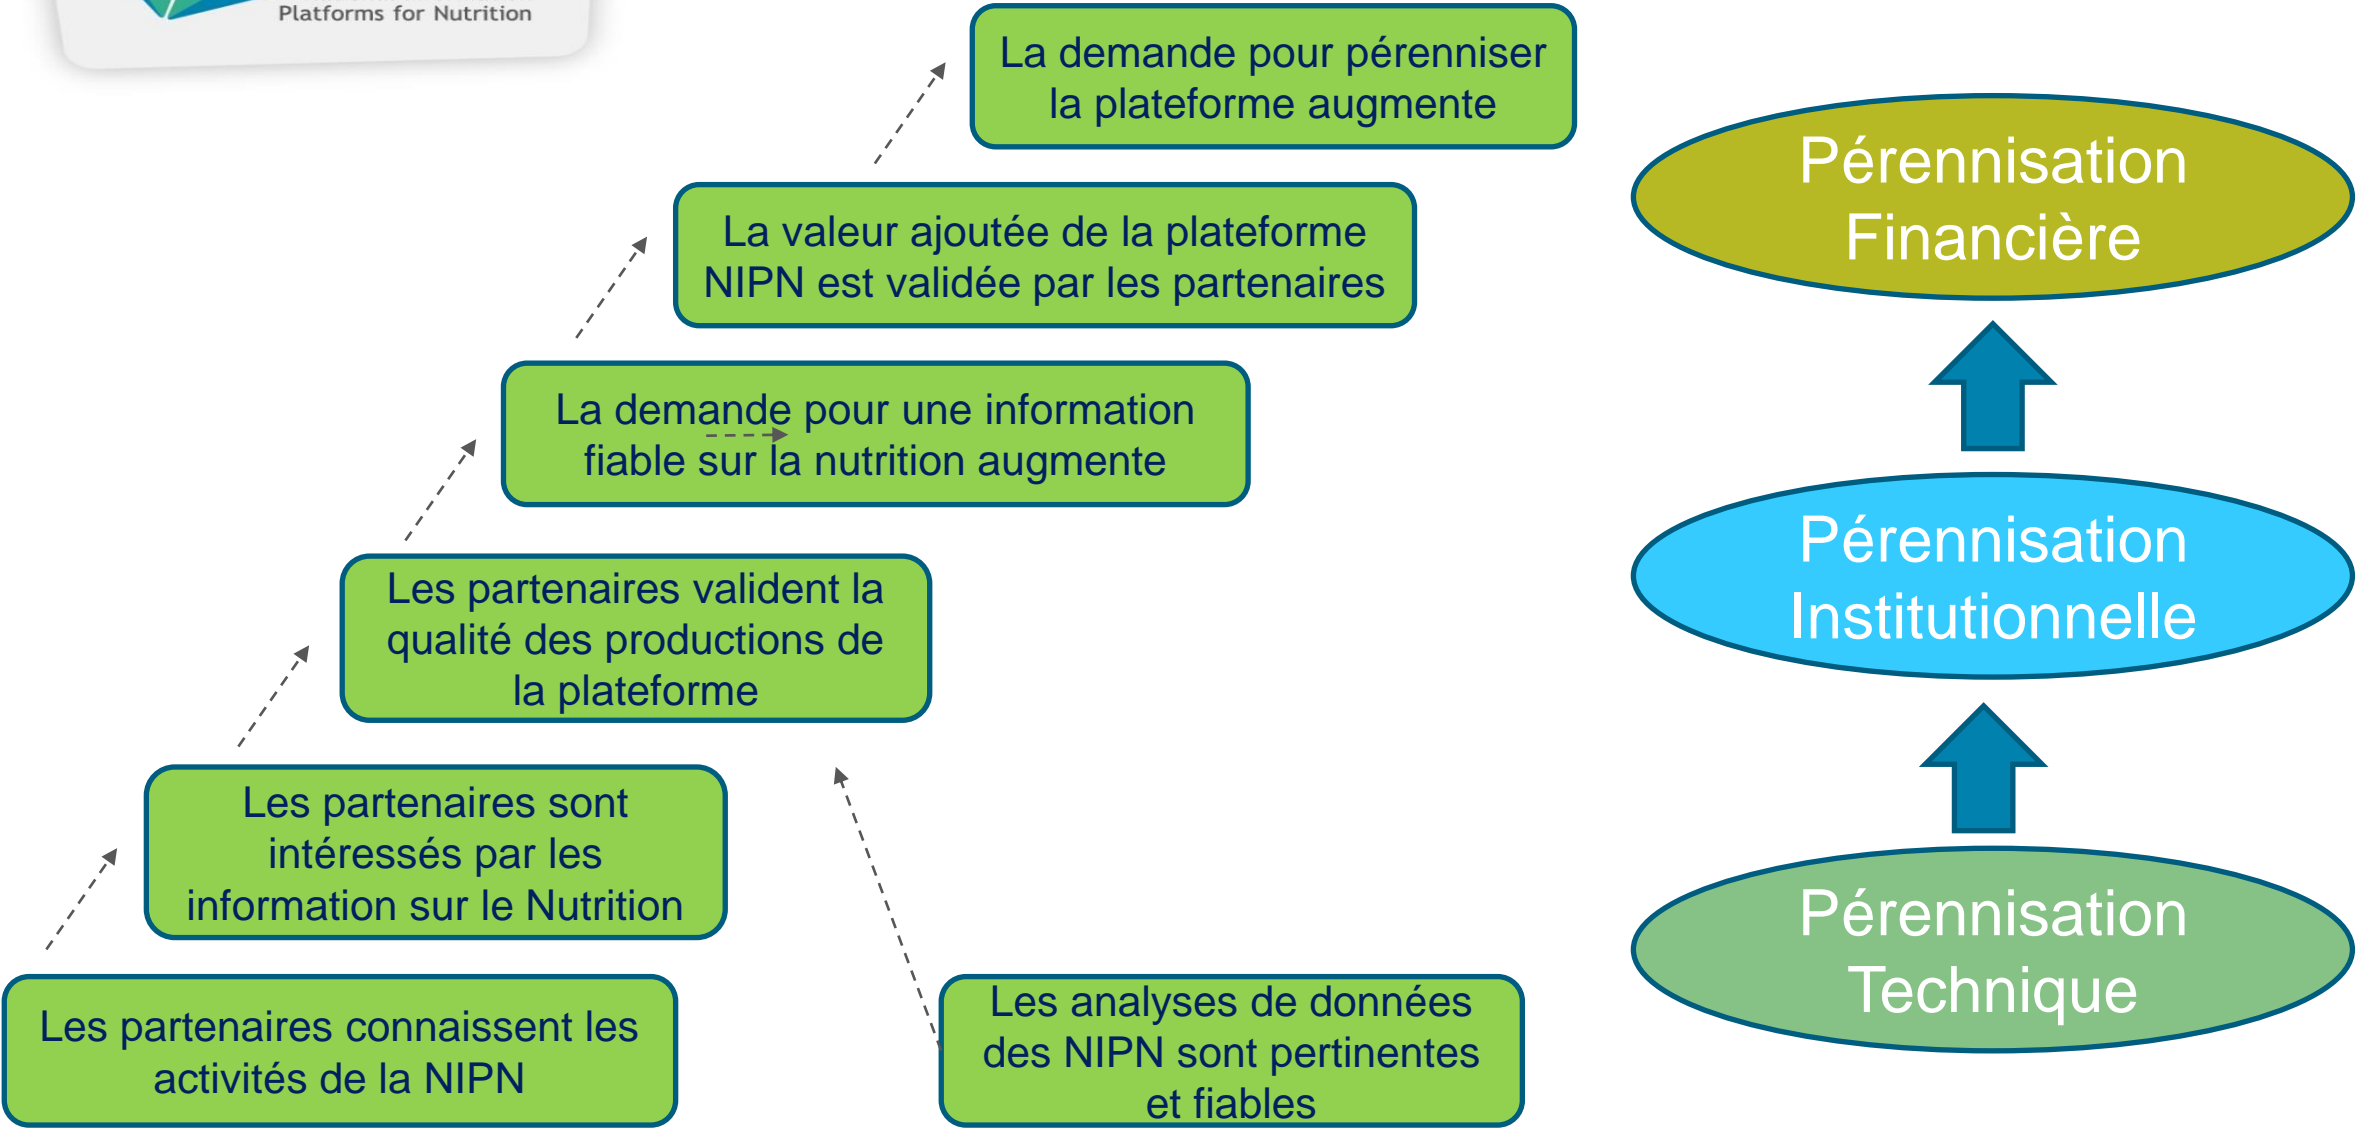 Platforms for Nutrition
La demande pour pérenniser
la plateforme augmente
La valeur ajoutée de la plateforme
NIPN est validée par les partenaires
La demande pour une information
fiable sur la nutrition augmente
Les partenaires valident la
qualité des productions de
la plateforme
Les partenaires sont
intéressés par les
information sur le Nutrition
Les partenaires connaissent les
activités de la NIPN
Les analyses de données
des NIPN sont pertinentes
et fiables
Pérennisation
Financière
Pérennisation
Institutionnelle
Pérennisation
Technique